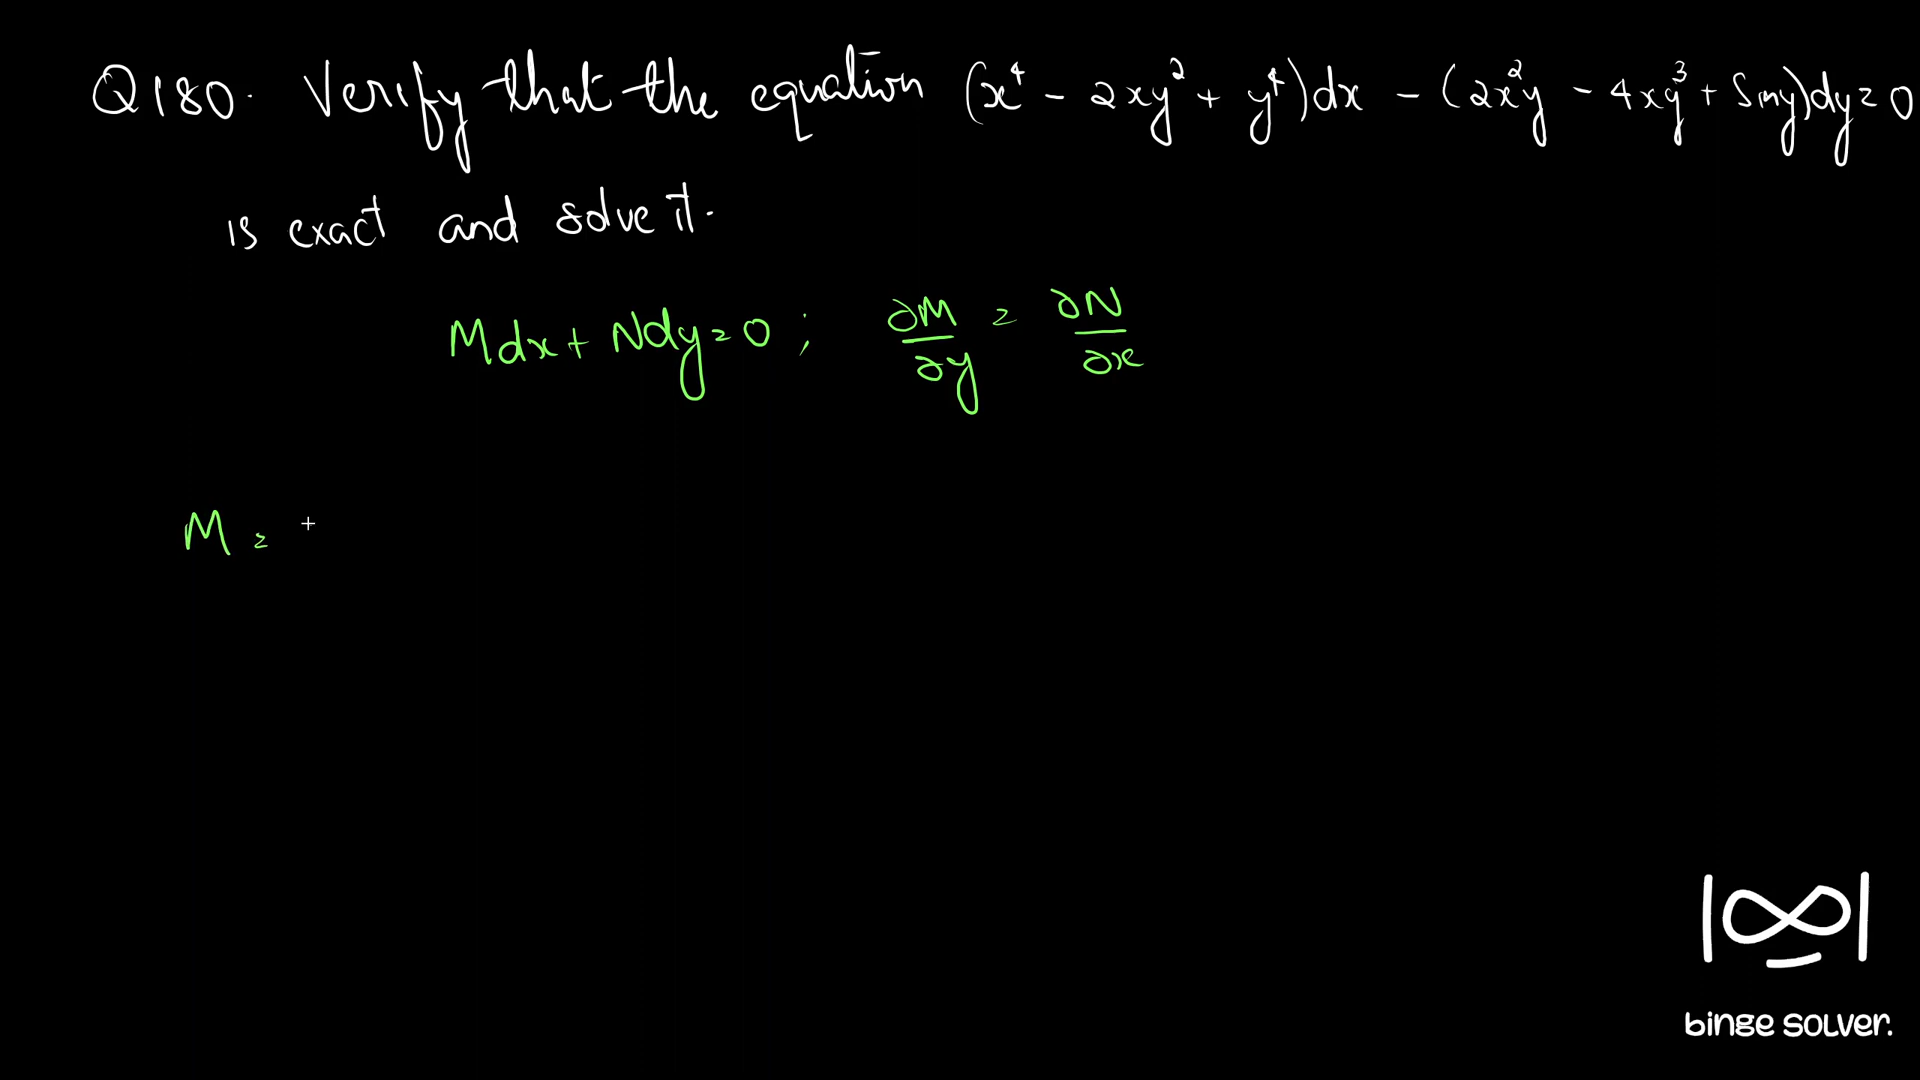 Q180. Verify that the equation (x⁴ - 2xy² + y⁴)dx - (2x²y - 4xy³ + Siny)dy = 0
is exact and solve it.
Mdx + Ndy = 0 ; ∂M/∂y = ∂N/∂x
M =
binge solver.